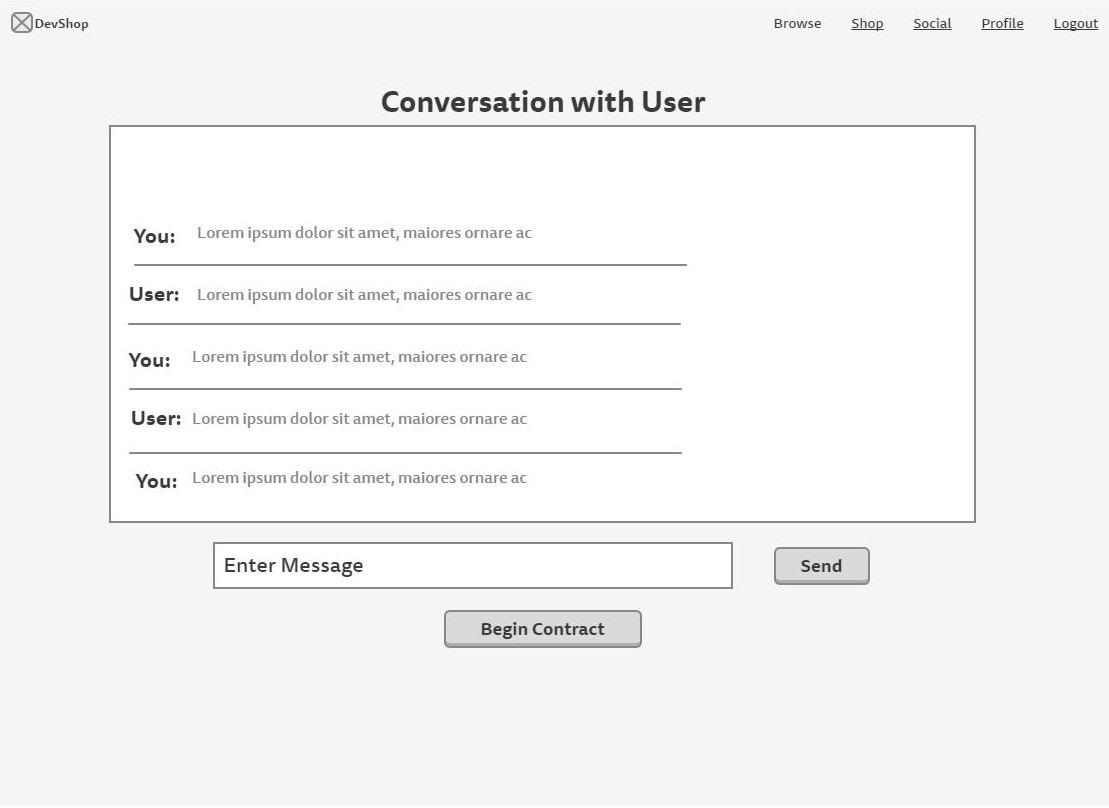 DevShop
Browse Shop Social Profile Logout
Conversation with User
You: Lorem ipsum dolor sit amet, maiores ornare ac
User: Lorem ipsum dolor sit amet, maiores ornare ac
You: Lorem ipsum dolor sit amet, maiores ornare ac
User: Lorem ipsum dolor sit amet, maiores ornare ac
You: Lorem ipsum dolor sit amet, maiores ornare ac
Enter Message
Send
Begin Contract